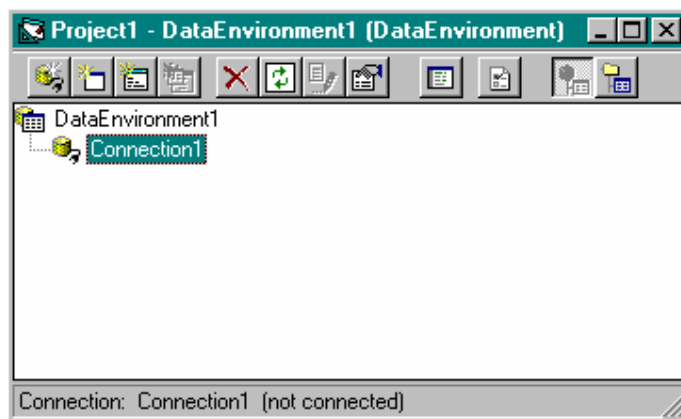 Project1 - DataEnvironment1 (DataEnvironment)
DataEnvironment1
Connection1
Connection: Connection1 (not connected)